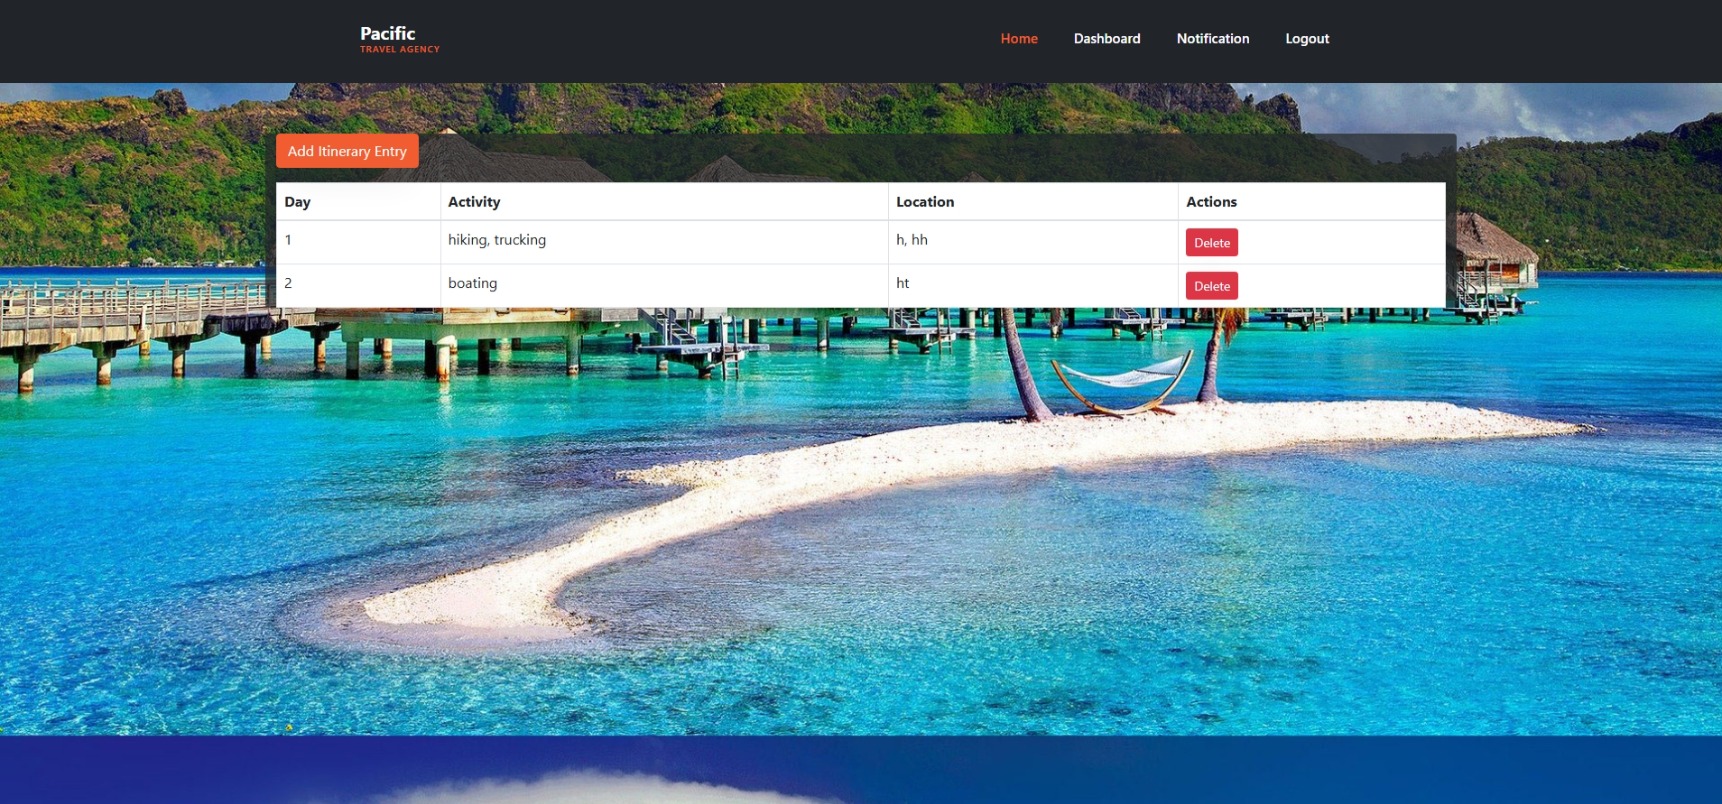 Pacific
TRAVEL AGENCY
Home Dashboard Notification Logout
Add Itinerary Entry
Day Activity Location Actions
1 hiking, trucking h, hh Delete
2 boating ht Delete